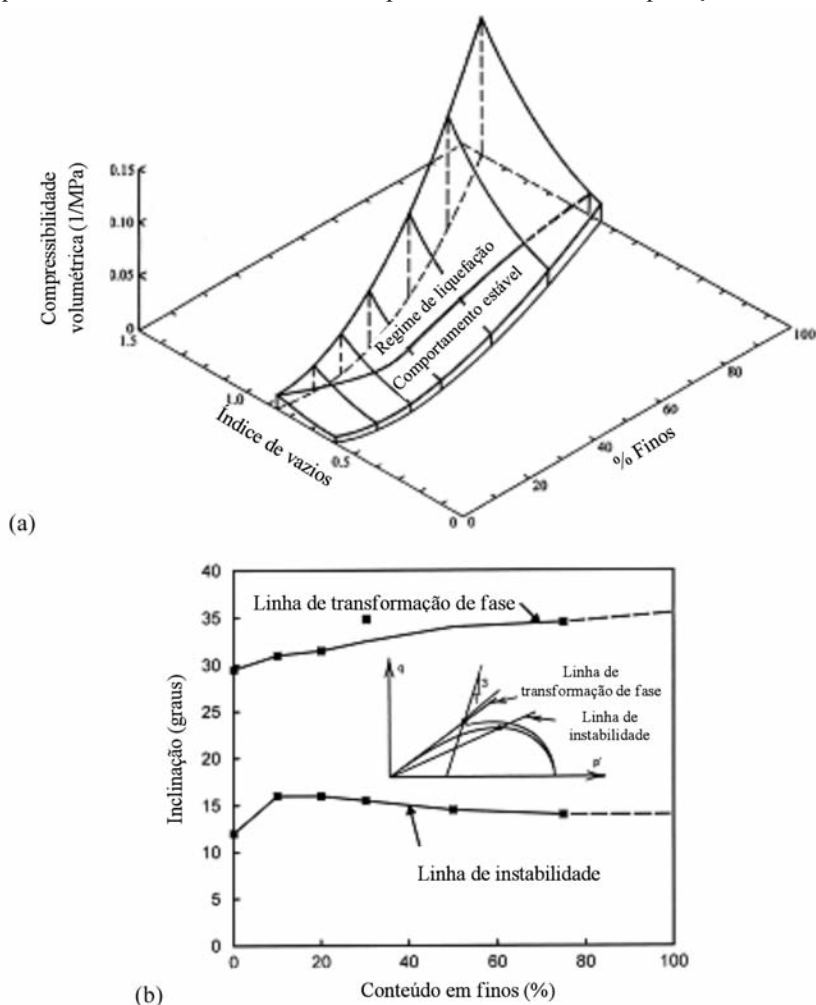 Compressibilidade
volumétrica (1/MPa)
0.15
0.10
0.05
0
1.5
1.0
0.5
0
Índice de vazios
Regime de liquefação
Comportamento estável
0
20
40
60
80
100
% Finos
(a)
40
35
30
25
20
15
10
5
0
Inclinação (graus)
Linha de transformação de fase
q
3
Linha de
transformação de fase
Linha de
instabilidade
p'
Linha de instabilidade
0
20
40
60
80
100
Conteúdo em finos (%)
(b)